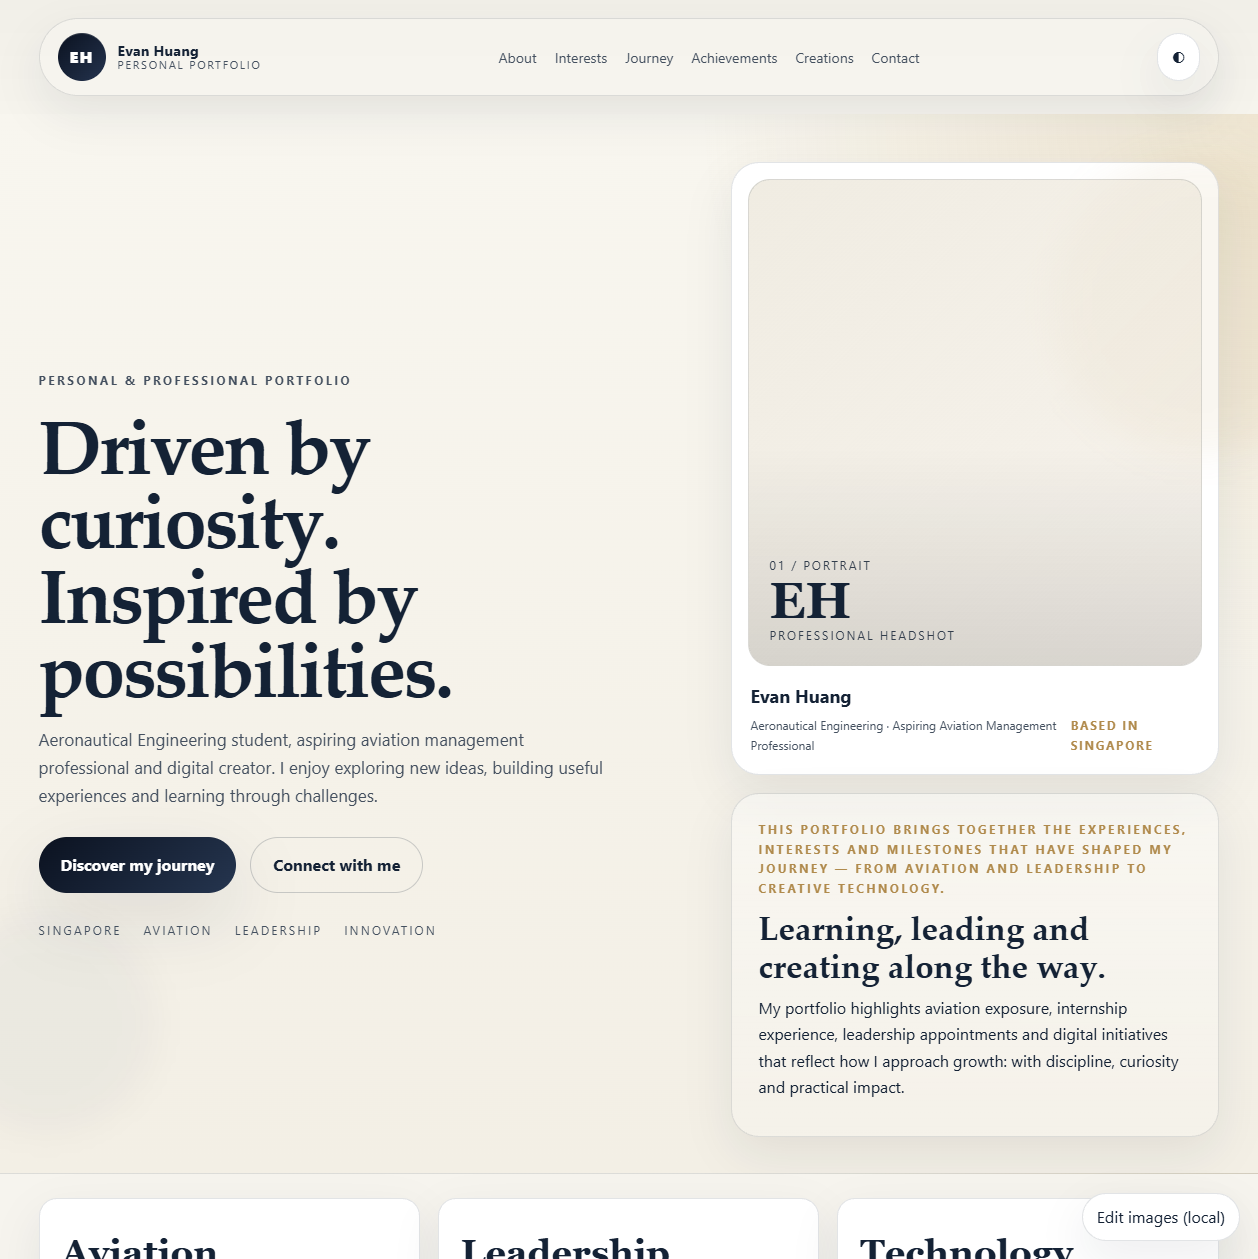 EH
Evan Huang
PERSONAL PORTFOLIO
About
Interests
Journey
Achievements
Creations
Contact
PERSONAL & PROFESSIONAL PORTFOLIO
Driven by
curiosity.
Inspired by
possibilities.
Aeronautical Engineering student, aspiring aviation management
professional and digital creator. I enjoy exploring new ideas, building useful
experiences and learning through challenges.
Discover my journey
Connect with me
SINGAPORE
AVIATION
LEADERSHIP
INNOVATION
01 / PORTRAIT
EH
PROFESSIONAL HEADSHOT
Evan Huang
Aeronautical Engineering · Aspiring Aviation Management
Professional
BASED IN
SINGAPORE
THIS PORTFOLIO BRINGS TOGETHER THE EXPERIENCES,
INTERESTS AND MILESTONES THAT HAVE SHAPED MY
JOURNEY — FROM AVIATION AND LEADERSHIP TO
CREATIVE TECHNOLOGY.
Learning, leading and
creating along the way.
My portfolio highlights aviation exposure, internship
experience, leadership appointments and digital initiatives
that reflect how I approach growth: with discipline, curiosity
and practical impact.
Aviation
Leadership
Technology
Edit images (local)